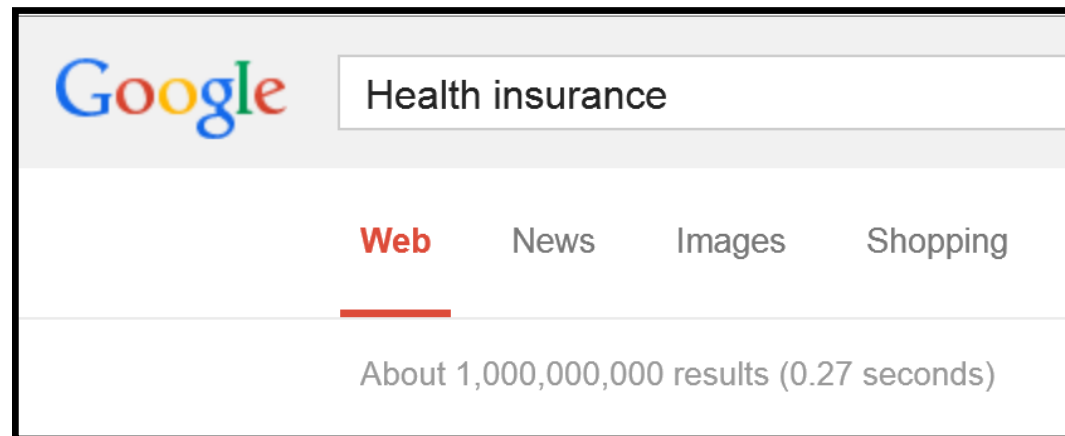 Google Health insurance
Web News Images Shopping
About 1,000,000,000 results (0.27 seconds)